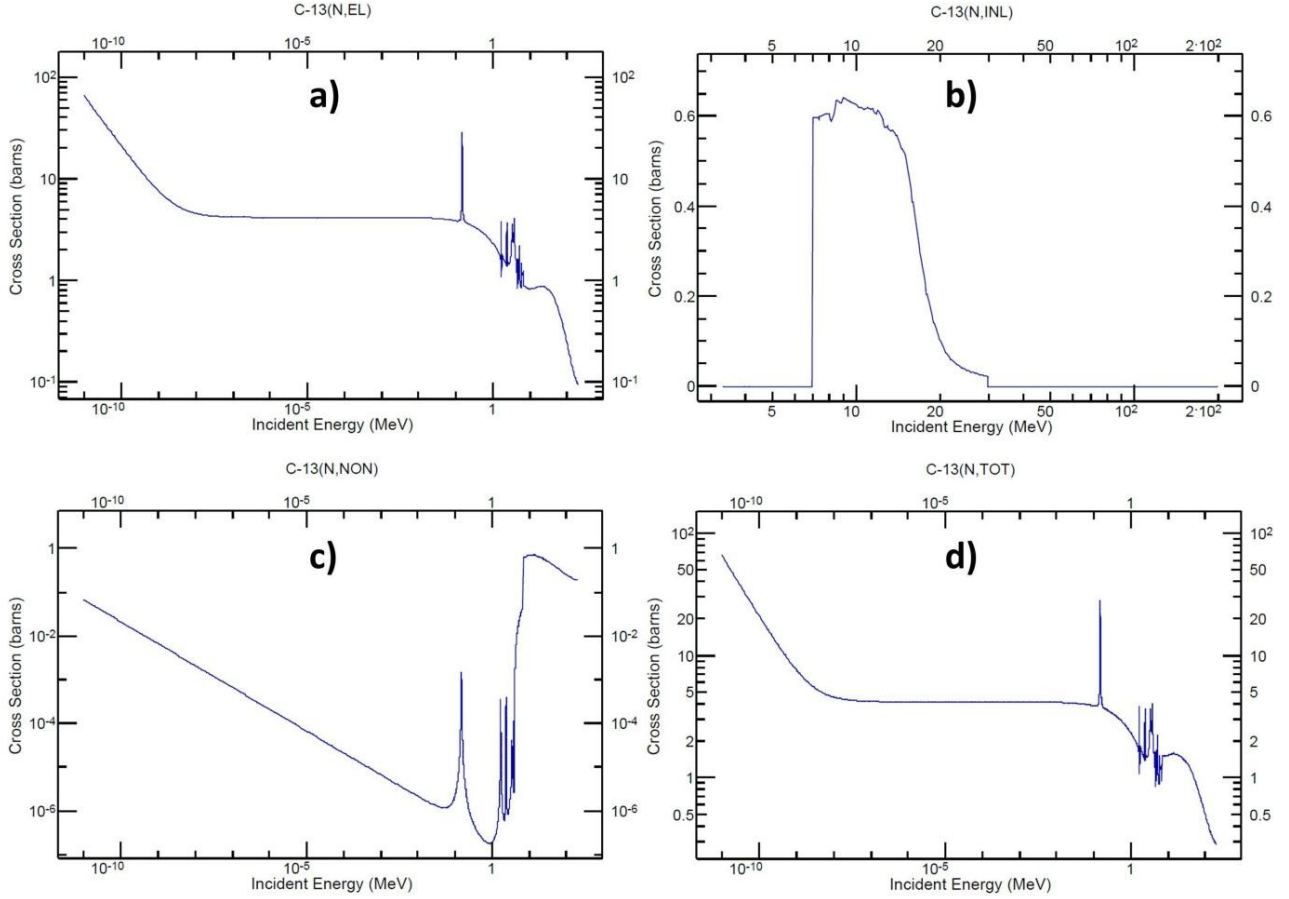 C-13(N,EL)
10⁻¹⁰ 10⁻⁵ 1
a)
Cross Section (barns)
10² 10²
10 10
1 1
10⁻¹ 10⁻¹
10⁻¹⁰ 10⁻⁵ 1
Incident Energy (MeV)
C-13(N,INL)
5 10 20 50 10² 2·10²
b)
Cross Section (barns)
0.6 0.6
0.4 0.4
0.2 0.2
0 0
5 10 20 50 10² 2·10²
Incident Energy (MeV)
C-13(N,NON)
10⁻¹⁰ 10⁻⁵ 1
c)
Cross Section (barns)
1 1
10⁻² 10⁻²
10⁻⁴ 10⁻⁴
10⁻⁶ 10⁻⁶
10⁻¹⁰ 10⁻⁵ 1
Incident Energy (MeV)
C-13(N,TOT)
10⁻¹⁰ 10⁻⁵ 1
d)
Cross Section (barns)
10² 10²
50 50
20 20
10 10
5 5
2 2
1 1
0.5 0.5
10⁻¹⁰ 10⁻⁵ 1
Incident Energy (MeV)